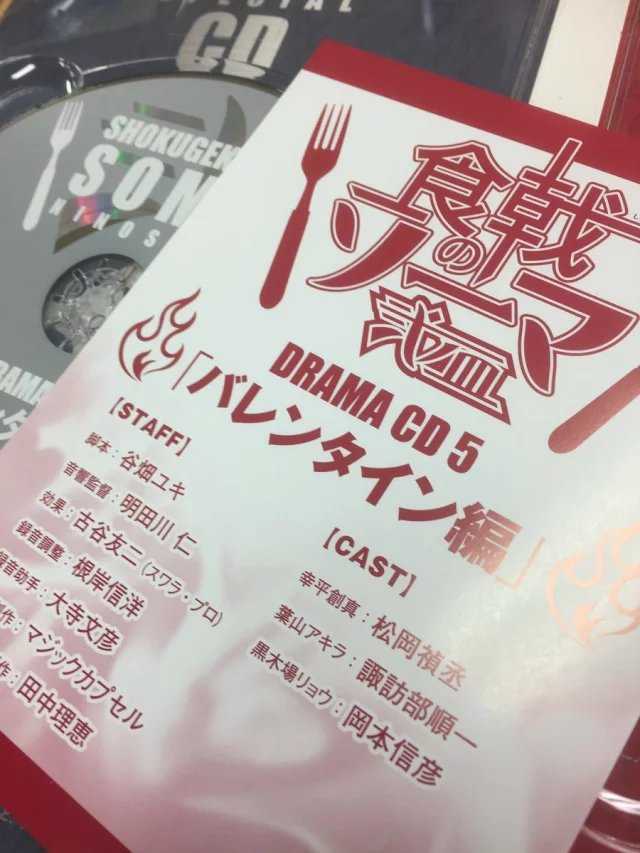 CD
SHOKUGEK
SOM
NINOS
食戟の
ソーマ
弐ノ皿
DRAMA CD 5
「バレンタイン編」
【STAFF】
脚本：谷畑ユキ
音響監督：明田川 仁
効果：古谷友二(スワラ・プロ)
録音調整：根岸信洋
録音助手：大寺文彦
制作：マジックカプセル
作：田中理恵
【CAST】
幸平創真：松岡禎丞
葉山アキラ：諏訪部順一
黒木場リョウ：岡本信彦